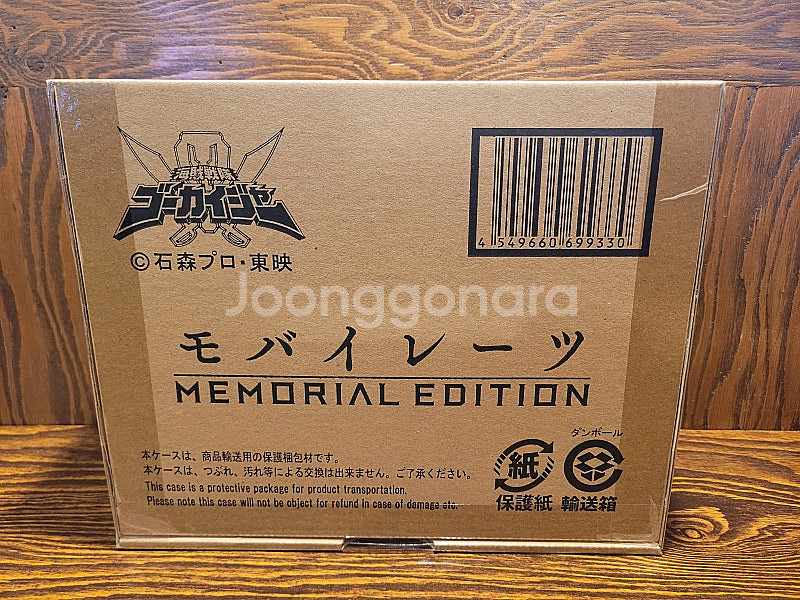 海賊戦隊
ゴーカイジャー
©石森プロ・東映
4 549660 699330
Joonggonara
モバイレーツ
MEMORIAL EDITION
本ケースは、商品輸送用の保護梱包材です。
本ケースは、つぶれ、汚れ等による交換は出来ません。ご了承ください。
This case is a protective package for product transportation.
Please note this case will not be object for refund in case of damage etc.
紙
保護紙
ダンボール
輸送箱